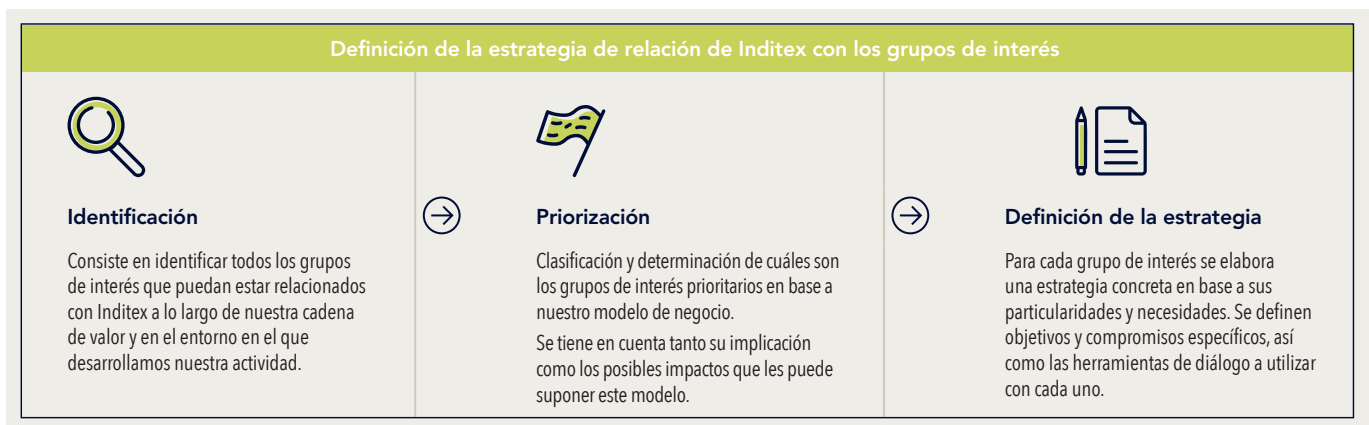 Definición de la estrategia de relación de Inditex con los grupos de interés
Identificación
Consiste en identificar todos los grupos
de interés que puedan estar relacionados
con Inditex a lo largo de nuestra cadena
de valor y en el entorno en el que
desarrollamos nuestra actividad.
Priorización
Clasificación y determinación de cuáles son
los grupos de interés prioritarios en base a
nuestro modelo de negocio.
Se tiene en cuenta tanto su implicación
como los posibles impactos que les puede
suponer este modelo.
Definición de la estrategia
Para cada grupo de interés se elabora
una estrategia concreta en base a sus
particularidades y necesidades. Se definen
objetivos y compromisos específicos, así
como las herramientas de diálogo a utilizar
con cada uno.